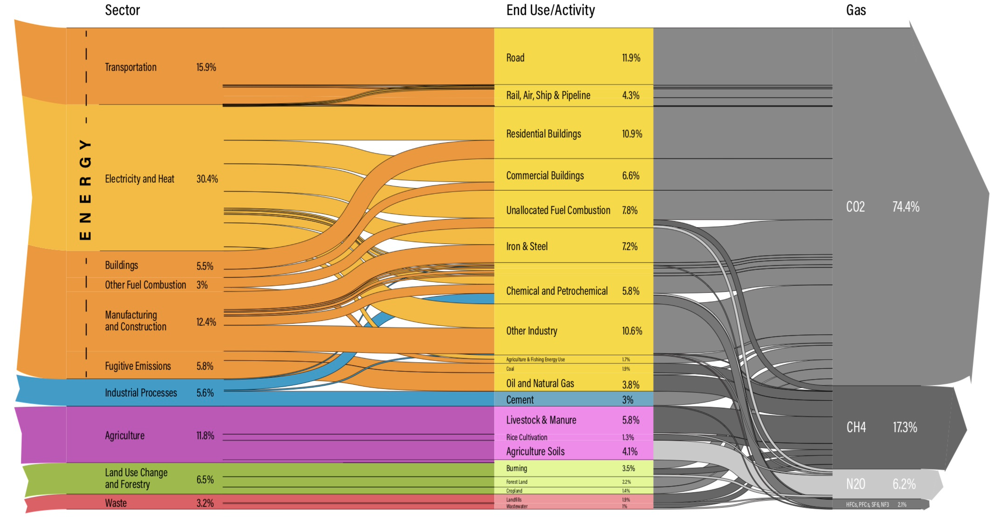 Sector
End Use/Activity
Gas
ENERGY
Transportation 15.9%
Electricity and Heat 30.4%
Buildings 5.5%
Other Fuel Combustion 3%
Manufacturing
and Construction 12.4%
Fugitive Emissions 5.8%
Industrial Processes 5.6%
Agriculture 11.8%
Land Use Change
and Forestry 6.5%
Waste 3.2%
Road 11.9%
Rail, Air, Ship & Pipeline 4.3%
Residential Buildings 10.9%
Commercial Buildings 6.6%
Unallocated Fuel Combustion 7.8%
Iron & Steel 7.2%
Chemical and Petrochemical 5.8%
Other Industry 10.6%
Agriculture & Fishing Energy Use 1.7%
Coal 1.9%
Oil and Natural Gas 3.8%
Cement 3%
Livestock & Manure 5.8%
Rice Cultivation 1.3%
Agriculture Soils 4.1%
Burning 3.5%
Forest Land 2.2%
Cropland 1.4%
Landfills 1.9%
Wastewater 1%
CO2 74.4%
CH4 17.3%
N2O 6.2%
HFCs, PFCs, SF6, NF3 2.1%